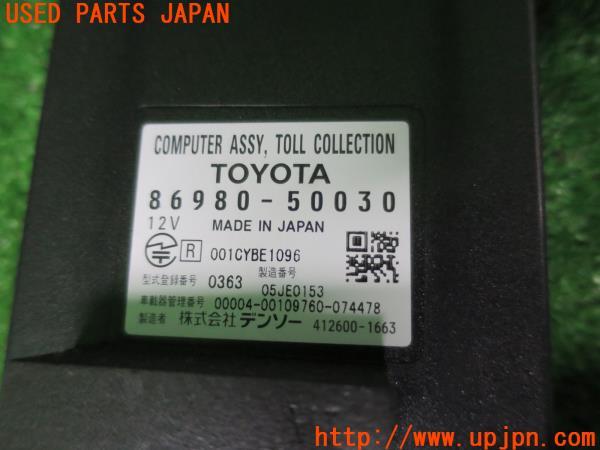 USED PARTS JAPAN
COMPUTER ASSY, TOLL COLLECTION
TOYOTA
86980-50030
12V MADE IN JAPAN
R 001CYBE1096
型式登録番号 0363 製造番号 05JE0153
車載器管理番号 00004-00109760-074478
製造者 株式会社 デンソー 412600-1663
http://www.upjpn.com/